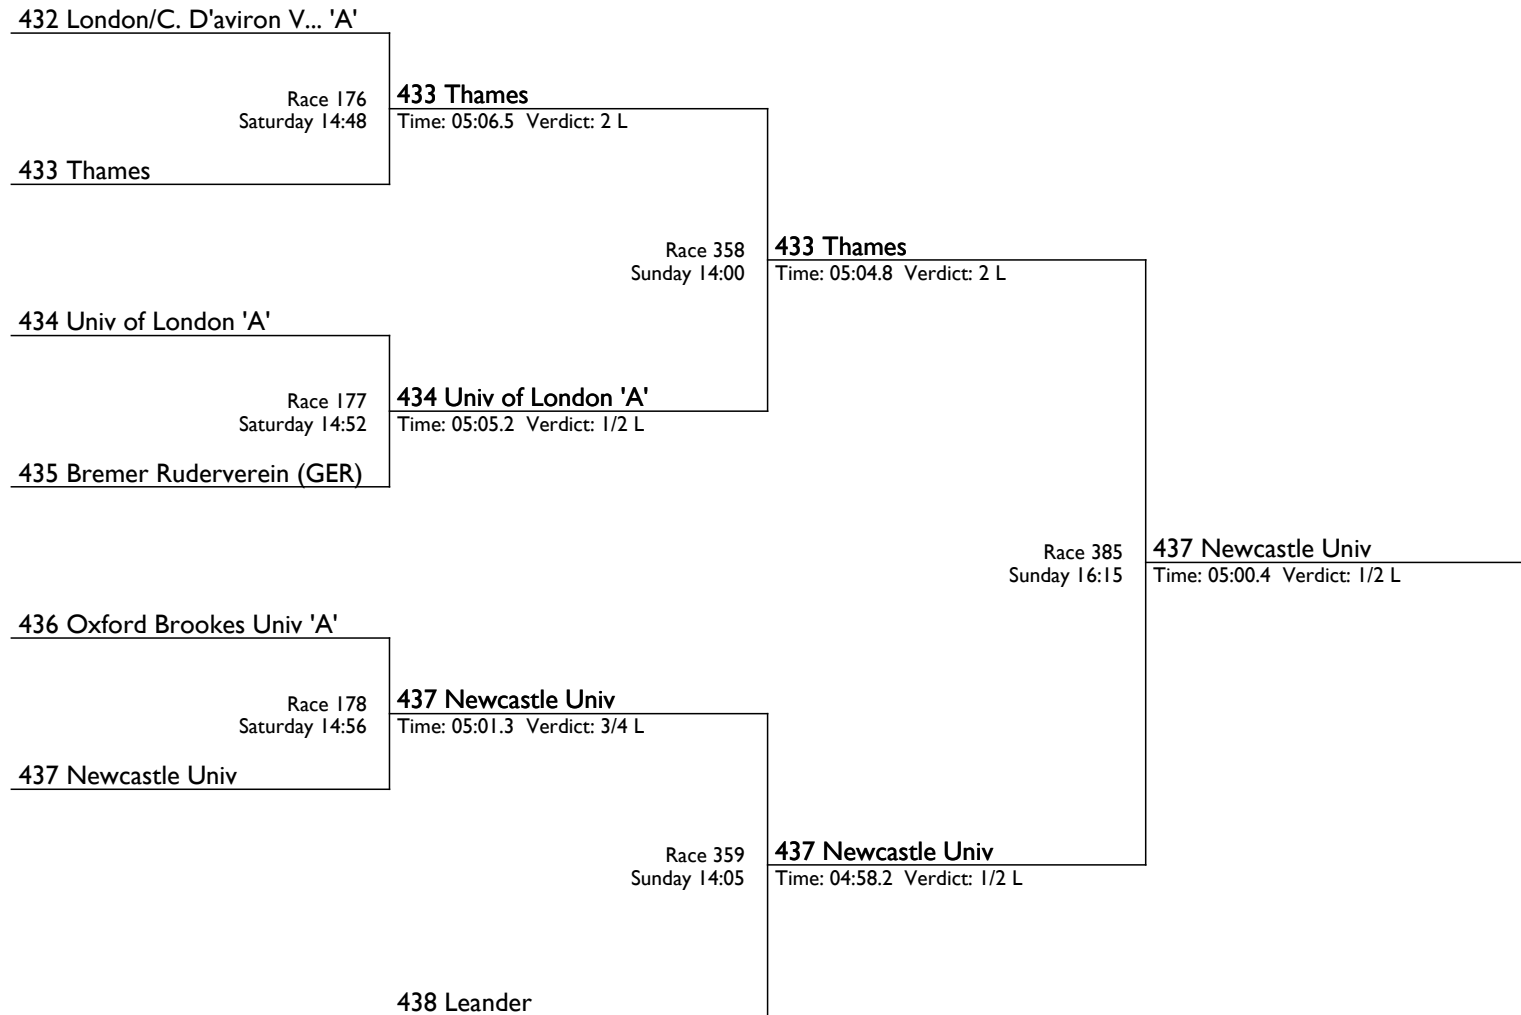 432 London/C. D'aviron V... 'A'
Race 176
Saturday 14:48
433 Thames
Time: 05:06.5 Verdict: 2 L
433 Thames
Race 358
Sunday 14:00
433 Thames
Time: 05:04.8 Verdict: 2 L
434 Univ of London 'A'
Race 177
Saturday 14:52
434 Univ of London 'A'
Time: 05:05.2 Verdict: 1/2 L
435 Bremer Ruderverein (GER)
Race 385
Sunday 16:15
437 Newcastle Univ
Time: 05:00.4 Verdict: 1/2 L
436 Oxford Brookes Univ 'A'
Race 178
Saturday 14:56
437 Newcastle Univ
Time: 05:01.3 Verdict: 3/4 L
437 Newcastle Univ
Race 359
Sunday 14:05
437 Newcastle Univ
Time: 04:58.2 Verdict: 1/2 L
438 Leander